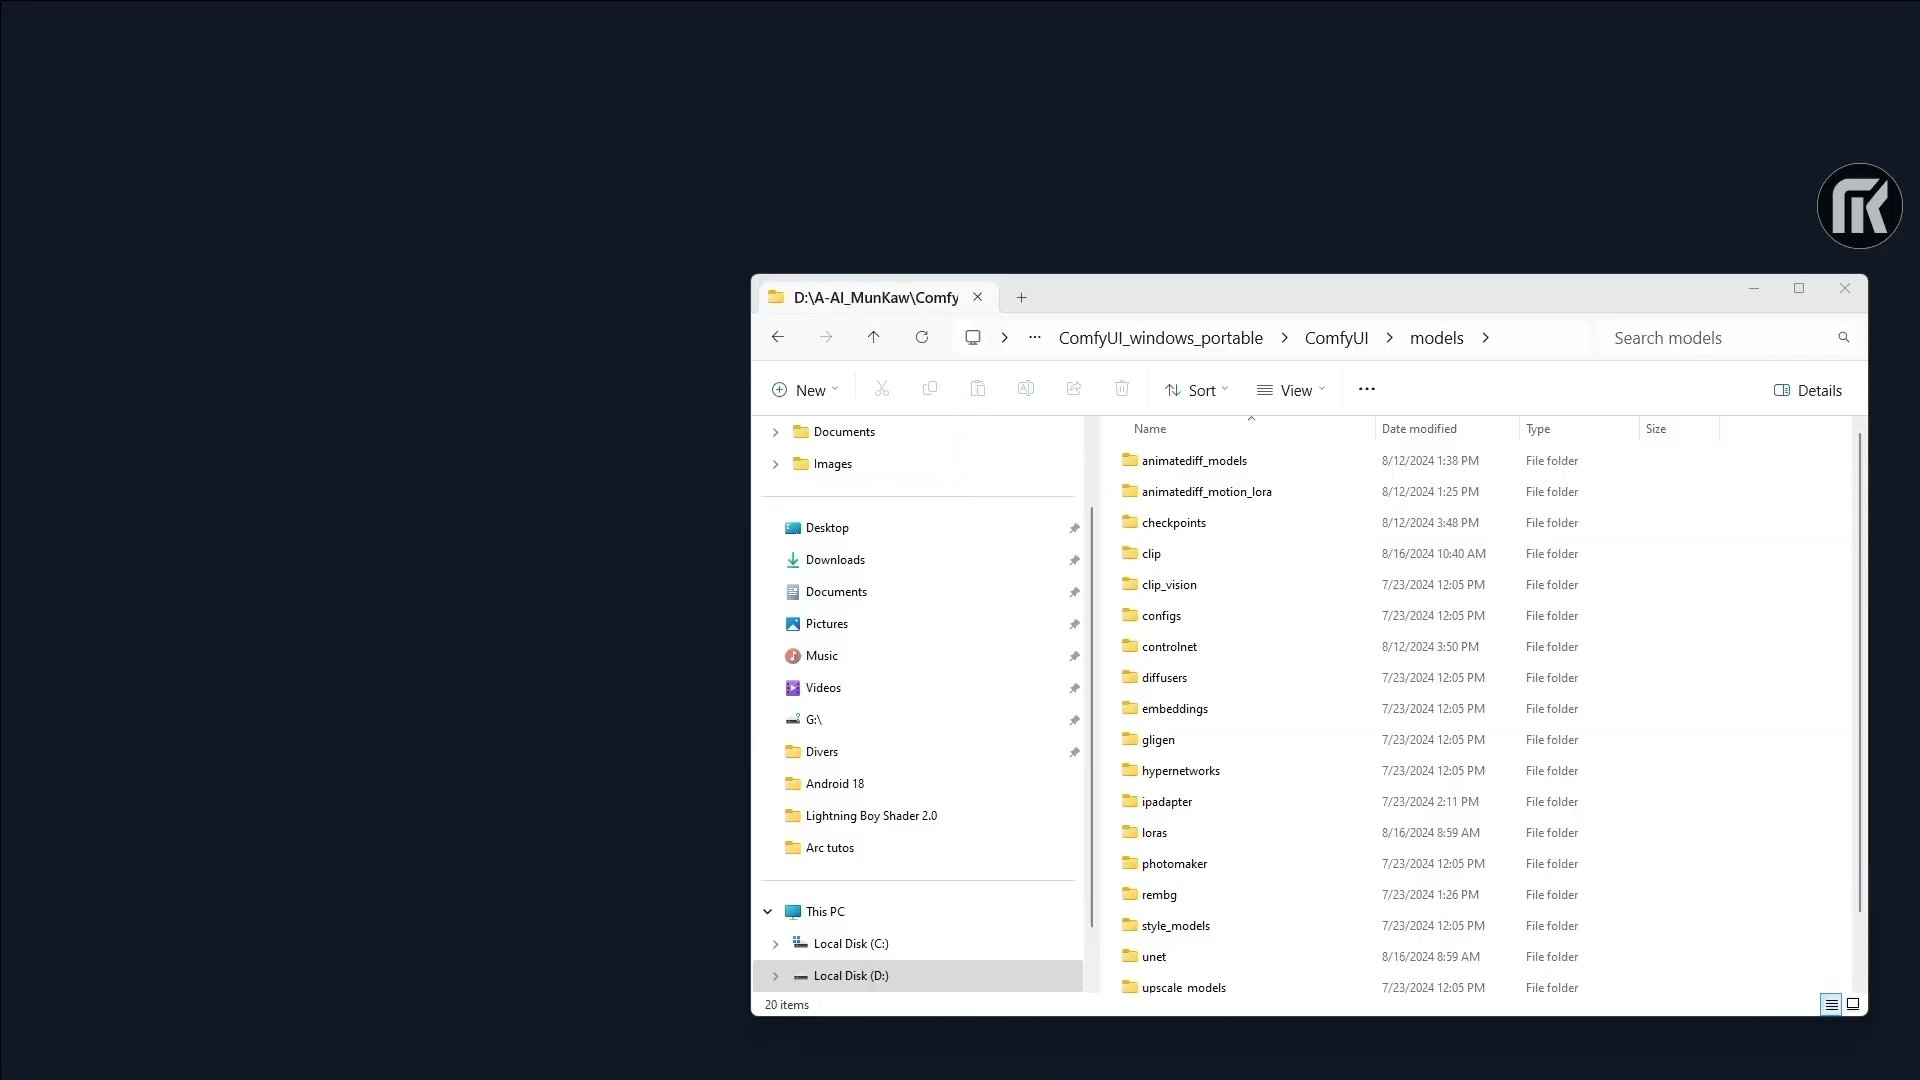 D:\A-AI_MunKaw\Comfy
ComfyUI_windows_portable ComfyUI models
Search models
New Sort View Details
Documents
Images
Desktop
Downloads
Documents
Pictures
Music
Videos
G:\
Divers
Android 18
Lightning Boy Shader 2.0
Arc tutos
This PC
Local Disk (C:)
Local Disk (D:)
Name Date modified Type Size
animatediff_models 8/12/2024 1:38 PM File folder
animatediff_motion_lora 8/12/2024 1:25 PM File folder
checkpoints 8/12/2024 3:48 PM File folder
clip 8/16/2024 10:40 AM File folder
clip_vision 7/23/2024 12:05 PM File folder
configs 7/23/2024 12:05 PM File folder
controlnet 8/12/2024 3:50 PM File folder
diffusers 7/23/2024 12:05 PM File folder
embeddings 7/23/2024 12:05 PM File folder
gligen 7/23/2024 12:05 PM File folder
hypernetworks 7/23/2024 12:05 PM File folder
ipadapter 7/23/2024 2:11 PM File folder
loras 8/16/2024 8:59 AM File folder
photomaker 7/23/2024 12:05 PM File folder
rembg 7/23/2024 1:26 PM File folder
style_models 7/23/2024 12:05 PM File folder
unet 8/16/2024 8:59 AM File folder
upscale_models 7/23/2024 12:05 PM File folder
20 items